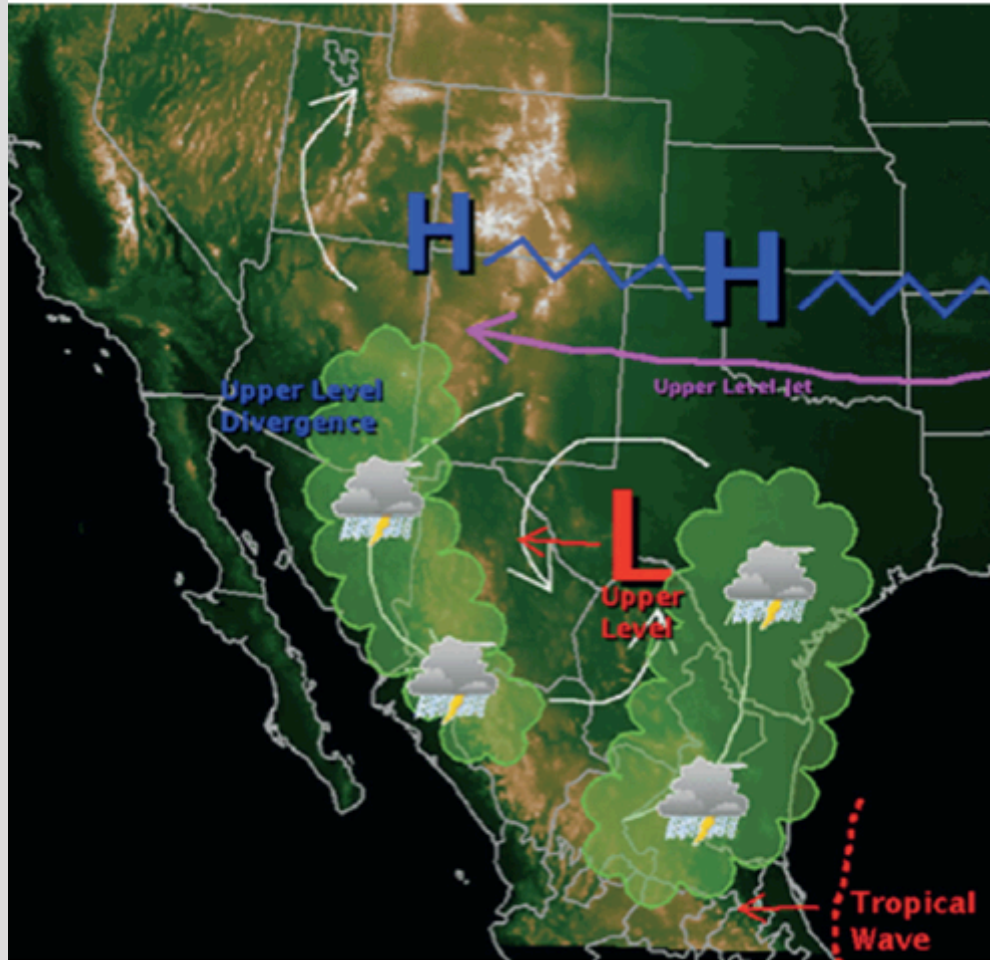 H
H
Upper Level Jet
Upper Level
Divergence
L
Upper
Level
Tropical
Wave